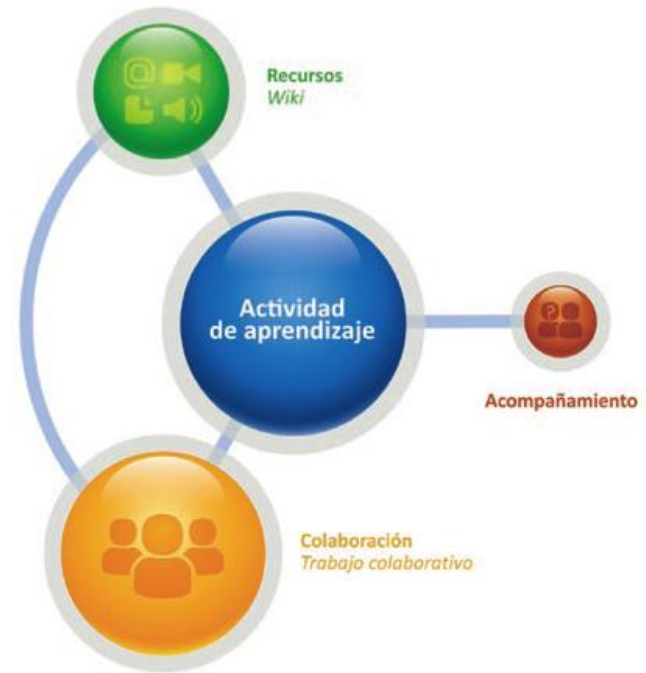 Recursos
Wiki
Actividad
de aprendizaje
Acompañamiento
Colaboración
Trabajo colaborativo